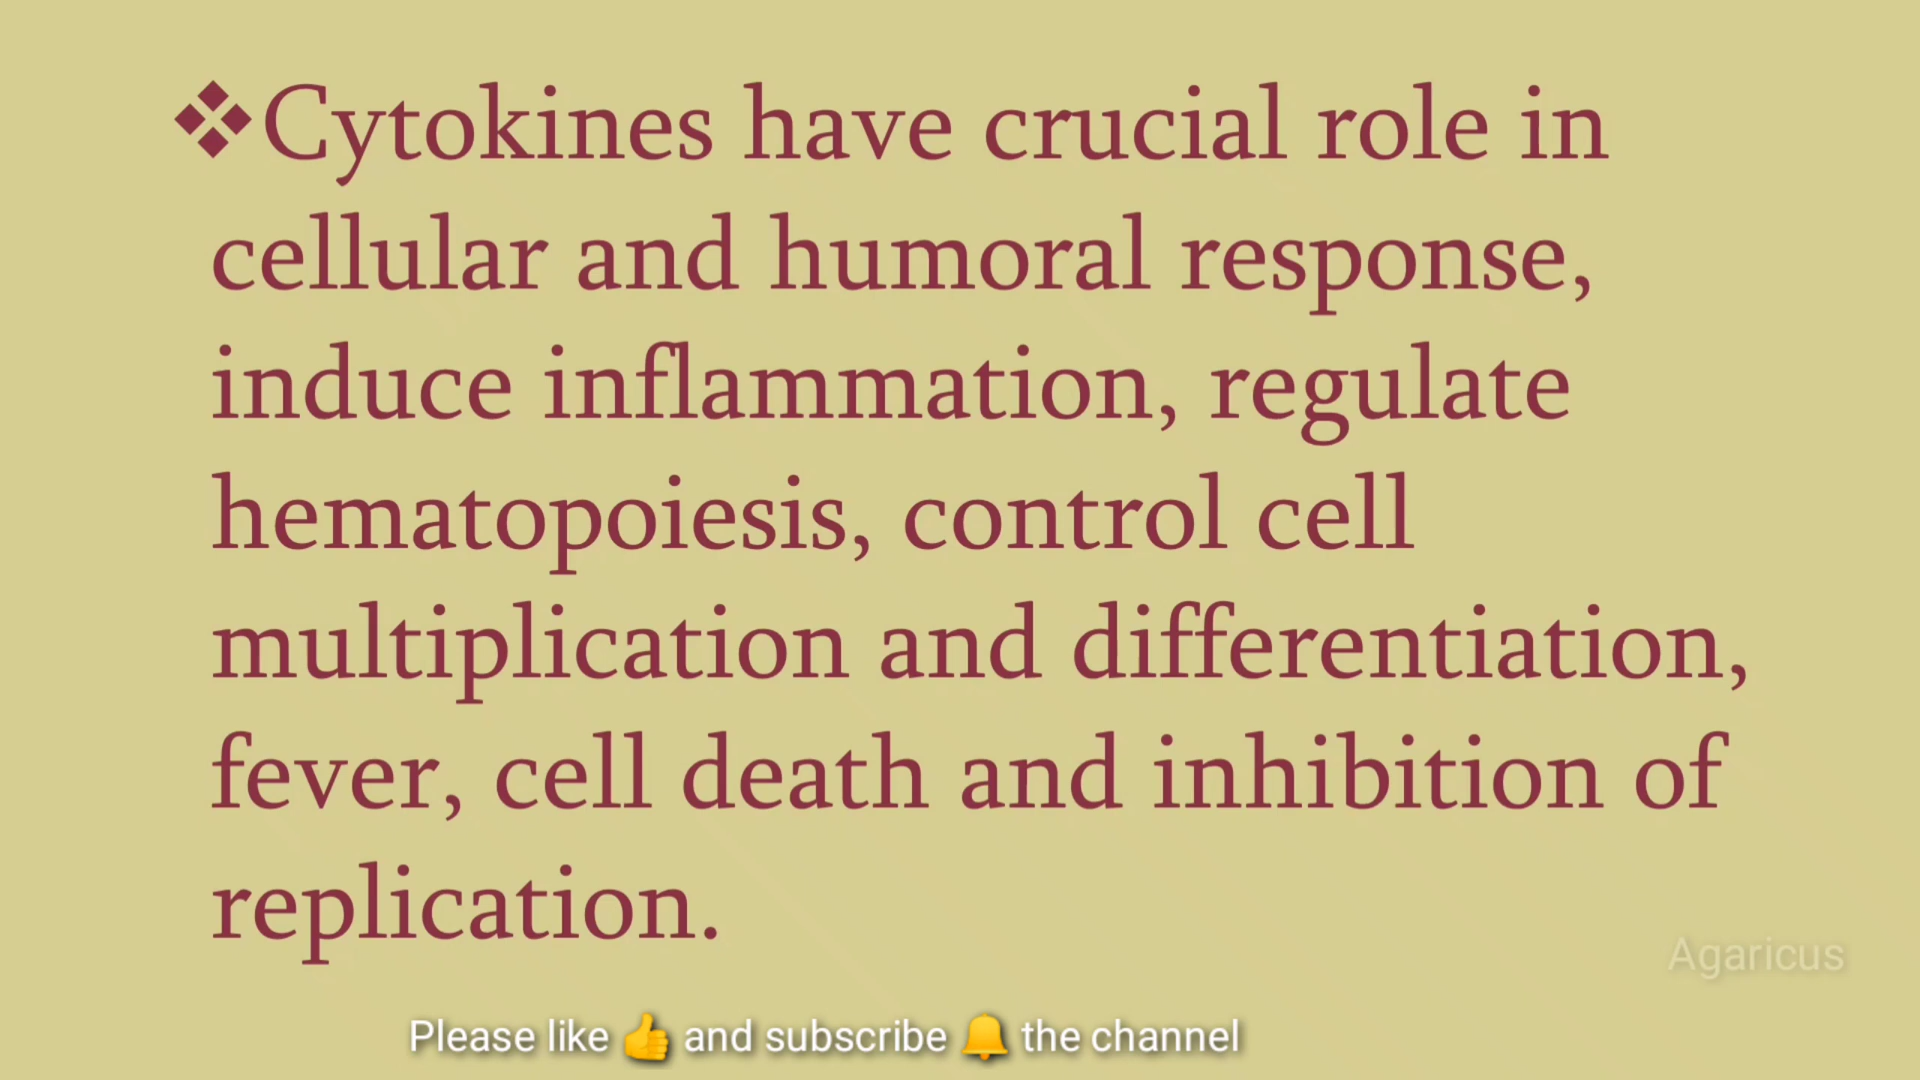 ❖Cytokines have crucial role in
cellular and humoral response,
induce inflammation, regulate
hematopoiesis, control cell
multiplication and differentiation,
fever, cell death and inhibition of
replication.
Agaricus
Please like 👍 and subscribe 🔔 the channel